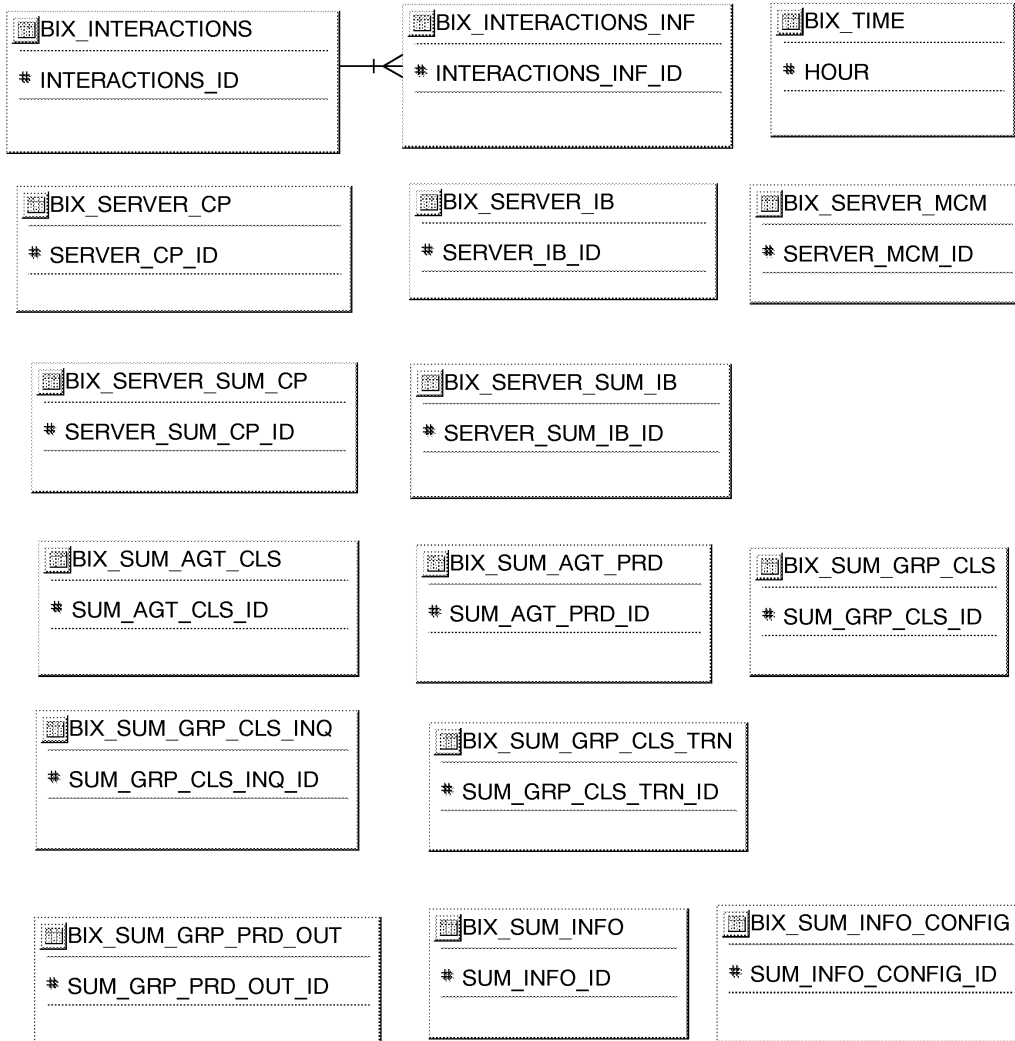 BIX_INTERACTIONS
# INTERACTIONS_ID
BIX_INTERACTIONS_INF
# INTERACTIONS_INF_ID
BIX_TIME
# HOUR
BIX_SERVER_CP
# SERVER_CP_ID
BIX_SERVER_IB
# SERVER_IB_ID
BIX_SERVER_MCM
# SERVER_MCM_ID
BIX_SERVER_SUM_CP
# SERVER_SUM_CP_ID
BIX_SERVER_SUM_IB
# SERVER_SUM_IB_ID
BIX_SUM_AGT_CLS
# SUM_AGT_CLS_ID
BIX_SUM_AGT_PRD
# SUM_AGT_PRD_ID
BIX_SUM_GRP_CLS
# SUM_GRP_CLS_ID
BIX_SUM_GRP_CLS_INQ
# SUM_GRP_CLS_INQ_ID
BIX_SUM_GRP_CLS_TRN
# SUM_GRP_CLS_TRN_ID
BIX_SUM_GRP_PRD_OUT
# SUM_GRP_PRD_OUT_ID
BIX_SUM_INFO
# SUM_INFO_ID
BIX_SUM_INFO_CONFIG
# SUM_INFO_CONFIG_ID